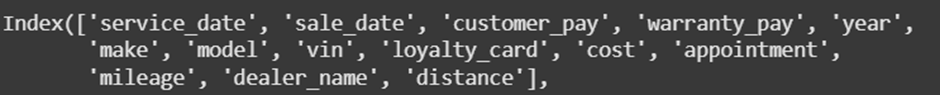 Index(['service_date', 'sale_date', 'customer_pay', 'warranty_pay', 'year',
'make', 'model', 'vin', 'loyalty_card', 'cost', 'appointment',
'mileage', 'dealer_name', 'distance'],